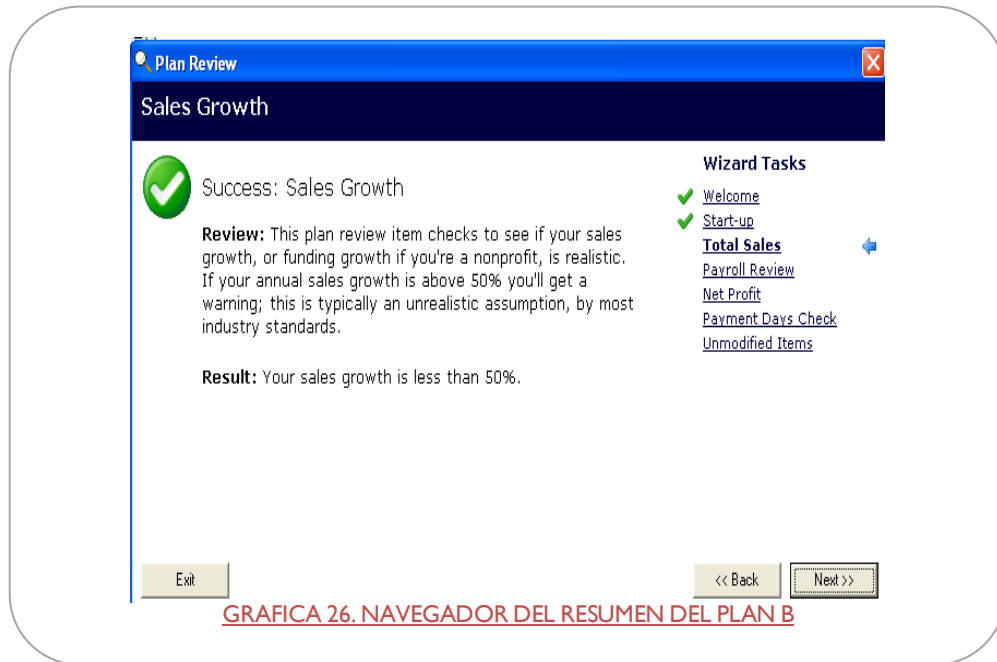 Plan Review
Sales Growth
Success: Sales Growth
Review: This plan review item checks to see if your sales
growth, or funding growth if you're a nonprofit, is realistic.
If your annual sales growth is above 50% you'll get a
warning; this is typically an unrealistic assumption, by most
industry standards.
Result: Your sales growth is less than 50%.
Wizard Tasks
Welcome
Start-up
Total Sales
Payroll Review
Net Profit
Payment Days Check
Unmodified Items
Exit
<< Back
Next >>
GRAFICA 26. NAVEGADOR DEL RESUMEN DEL PLAN B